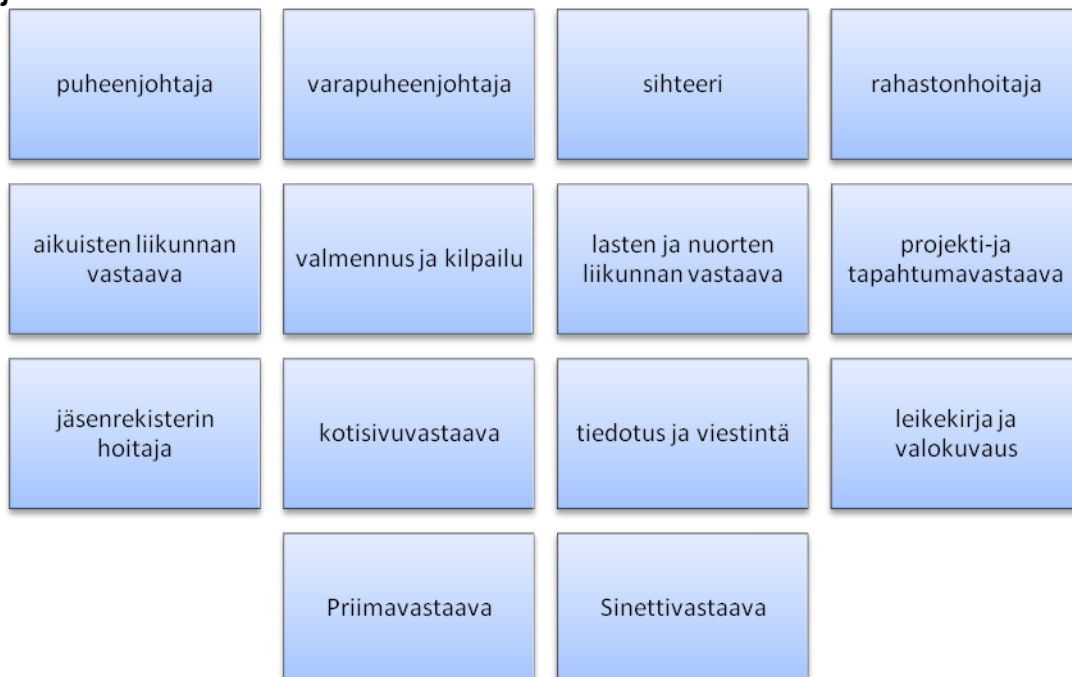 puheenjohtaja
varapuheenjohtaja
sihteeri
rahastonhoitaja
aikuisten liikunnan
vastaava
valmennus ja kilpailu
lasten ja nuorten
liikunnan vastaava
projekti-ja
tapahtumavastaava
jäsenrekisterin
hoitaja
kotisivuvastaava
tiedotus ja viestintä
leikekirja ja
valokuvaus
Priimavastaava
Sinettivastaava